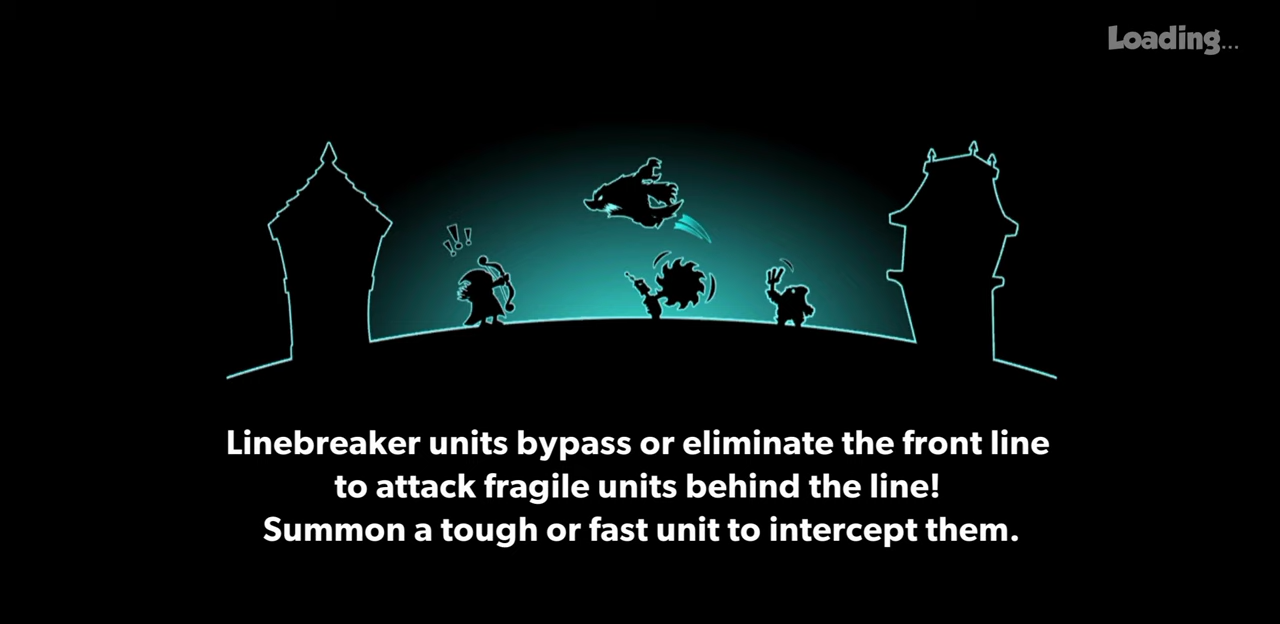 Loading...
!!!
Linebreaker units bypass or eliminate the front line
to attack fragile units behind the line!
Summon a tough or fast unit to intercept them.